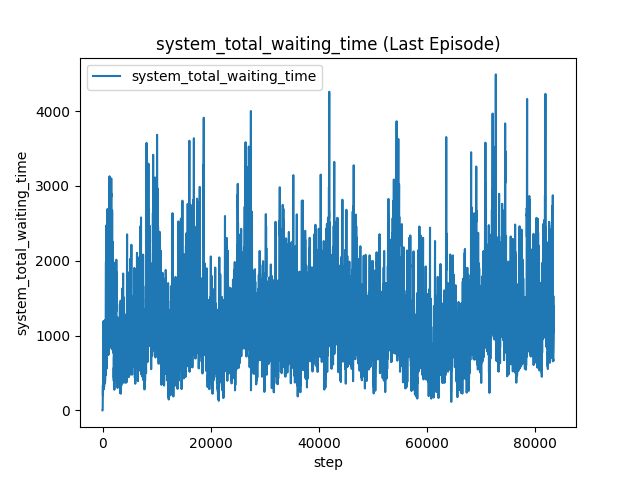 system_total_waiting_time (Last Episode)
system_total_waiting_time
system_total_waiting_time
4000
3000
2000
1000
0
0 20000 40000 60000 80000
step